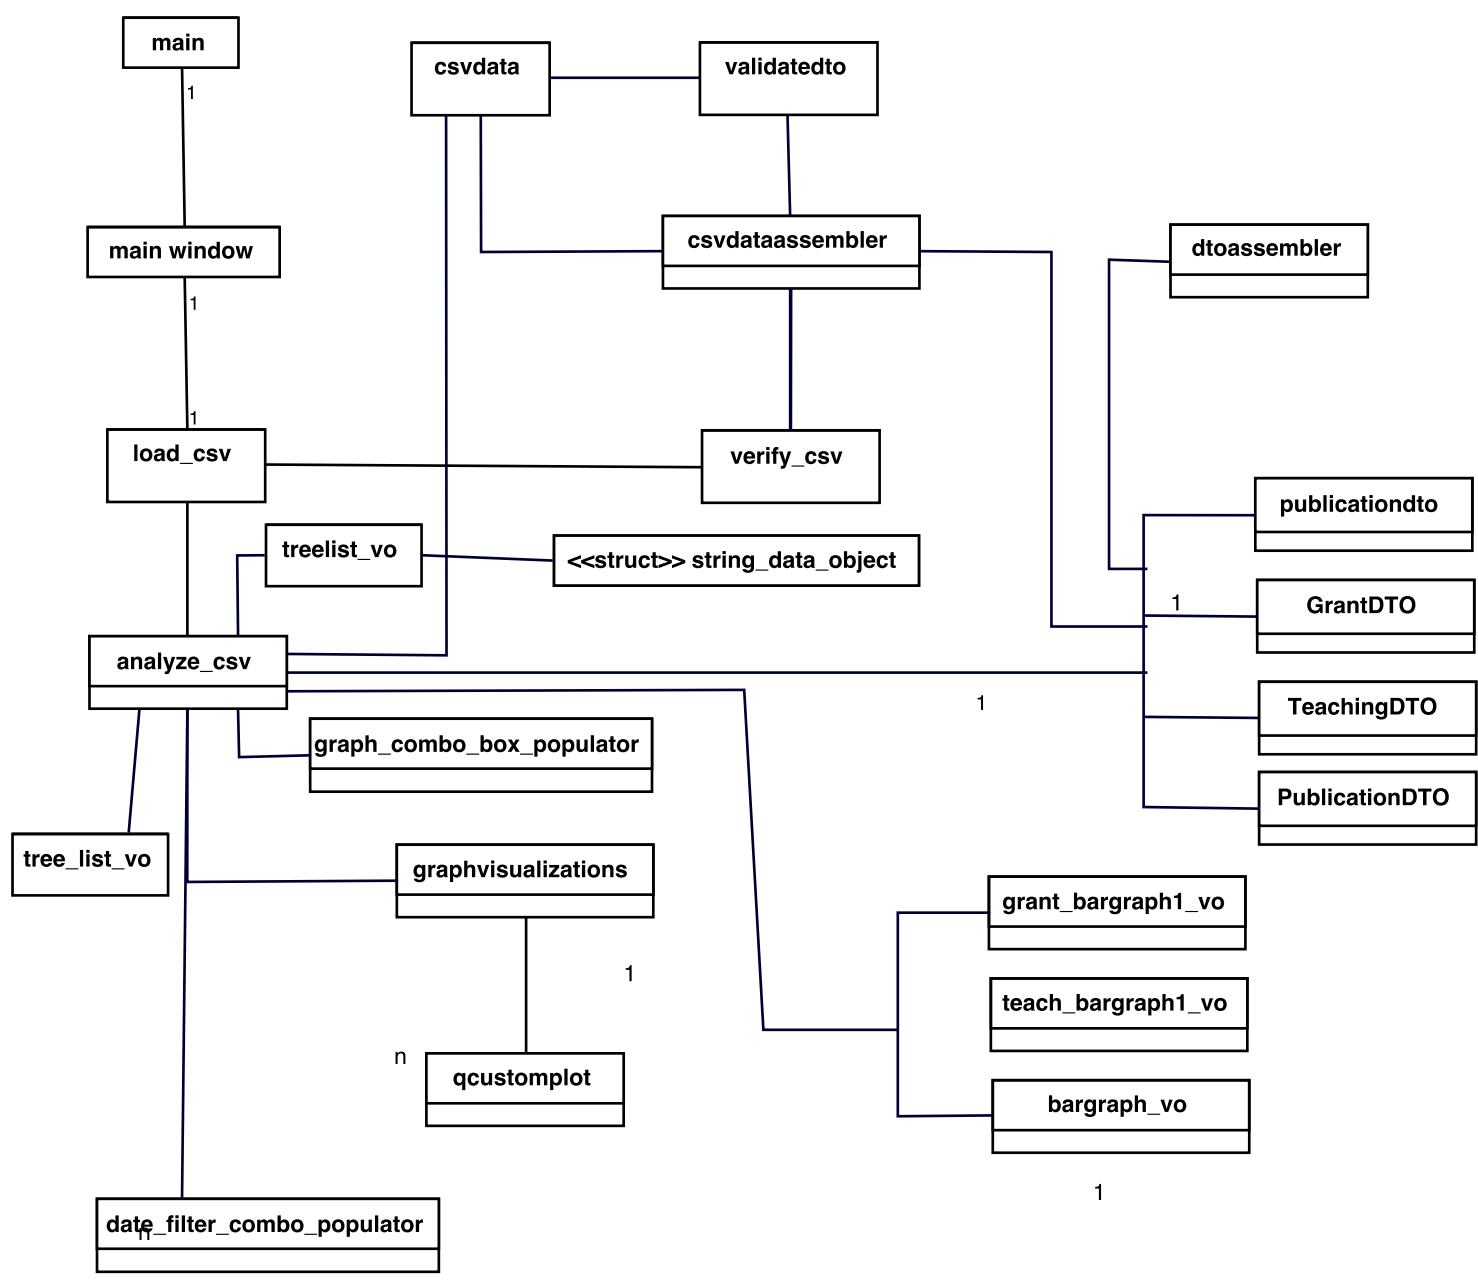 main
csvdata
validatedto
1
main window
csvdataassembler
dtoassembler
1
1
load_csv
verify_csv
publicationdto
treelist_vo
<<struct>> string_data_object
1
GrantDTO
analyze_csv
1
TeachingDTO
graph_combo_box_populator
PublicationDTO
tree_list_vo
graphvisualizations
grant_bargraph1_vo
1
teach_bargraph1_vo
n
qcustomplot
bargraph_vo
1
date_filter_combo_populator
n